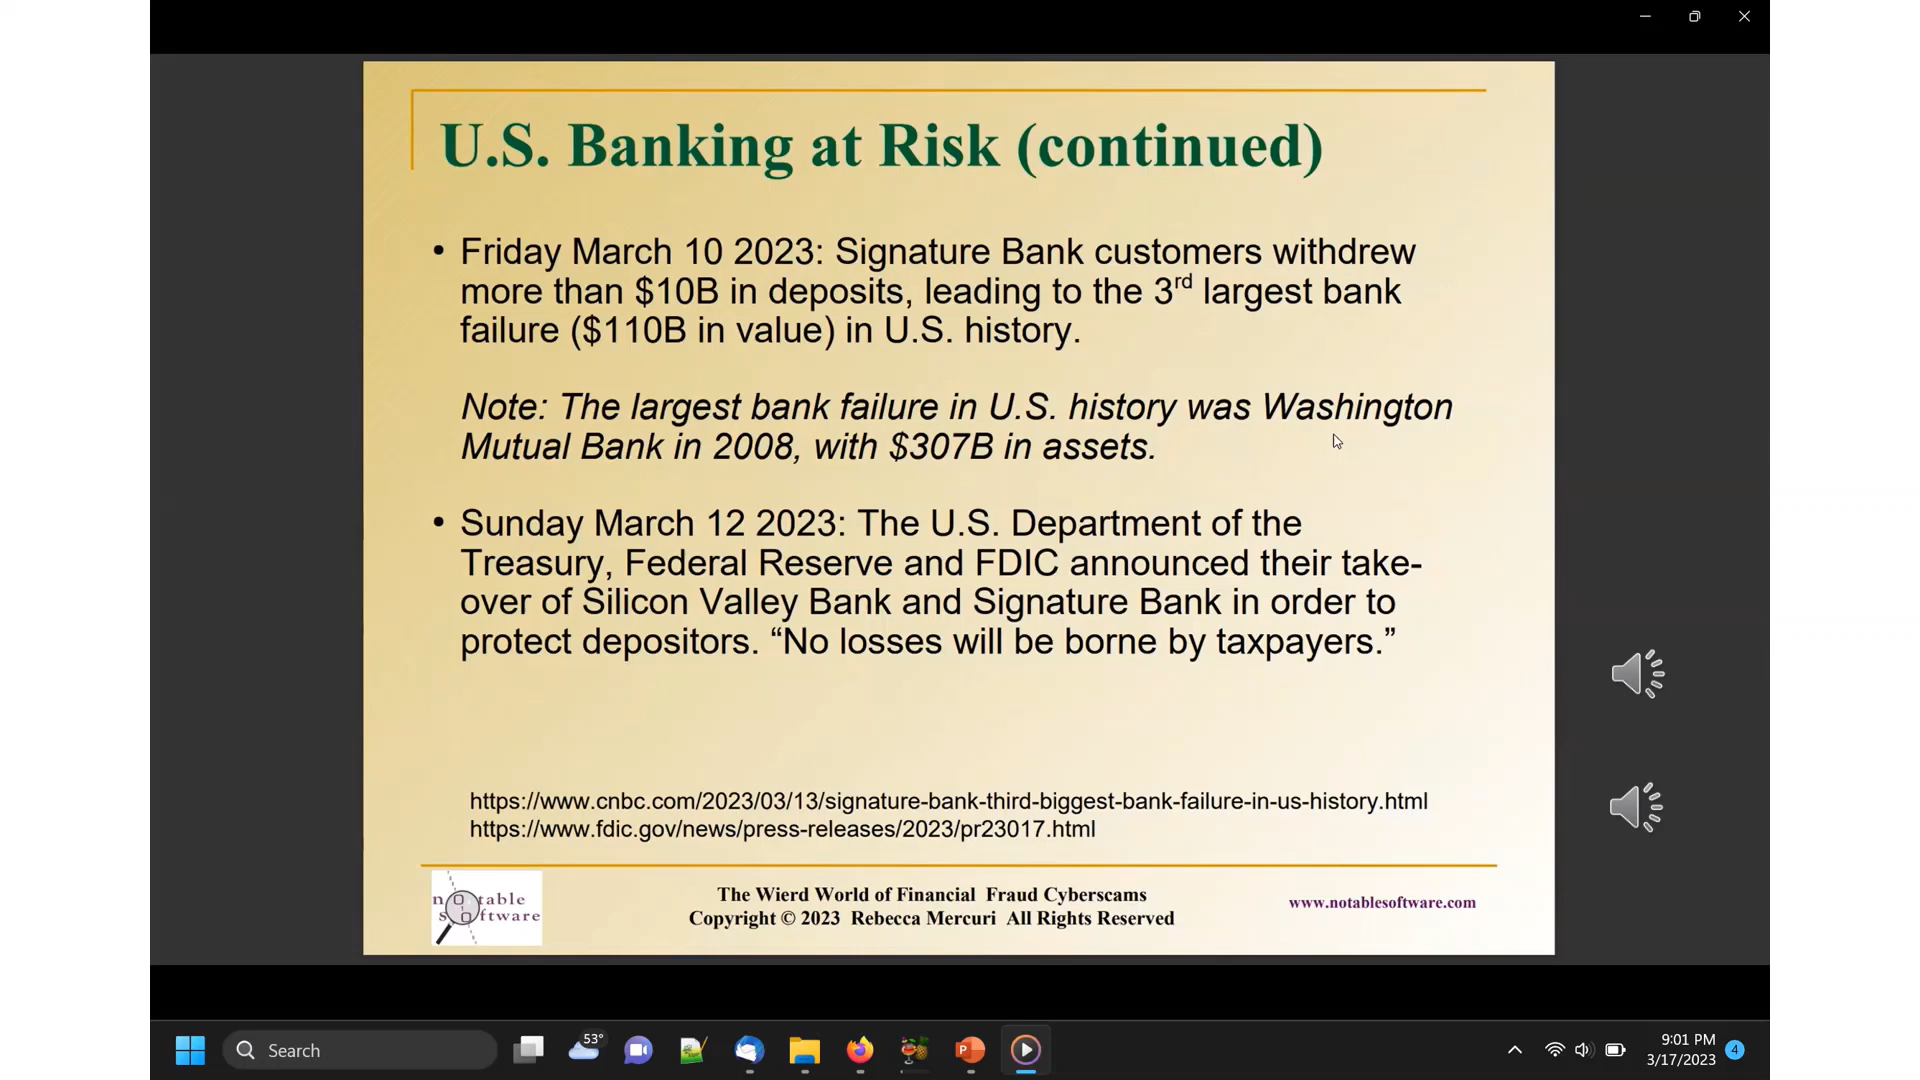 U.S. Banking at Risk (continued)
• Friday March 10 2023: Signature Bank customers withdrew
more than $10B in deposits, leading to the 3rd largest bank
failure ($110B in value) in U.S. history.
Note: The largest bank failure in U.S. history was Washington
Mutual Bank in 2008, with $307B in assets.
• Sunday March 12 2023: The U.S. Department of the
Treasury, Federal Reserve and FDIC announced their take-
over of Silicon Valley Bank and Signature Bank in order to
protect depositors. “No losses will be borne by taxpayers.”
https://www.cnbc.com/2023/03/13/signature-bank-third-biggest-bank-failure-in-us-history.html
https://www.fdic.gov/news/press-releases/2023/pr23017.html
notable
software
The Wierd World of Financial Fraud Cyberscams
Copyright © 2023 Rebecca Mercuri All Rights Reserved
www.notablesoftware.com
Search
53°
P
9:01 PM
3/17/2023
4